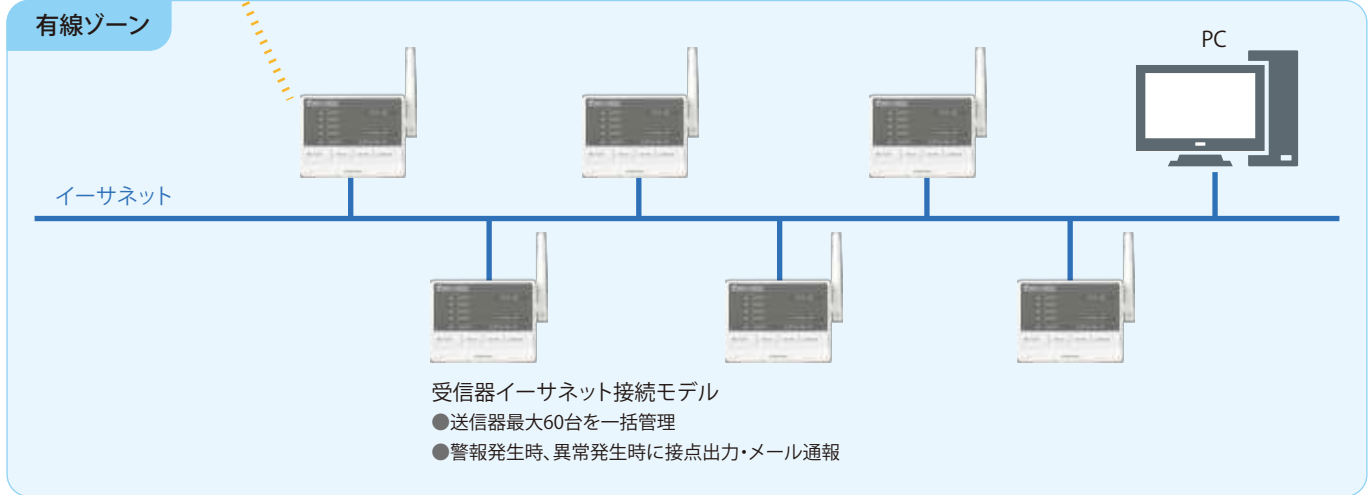 有線ゾーン
PC
イーサネット
受信器イーサネット接続モデル
●送信器最大60台を一括管理
●警報発生時、異常発生時に接点出力・メール通報